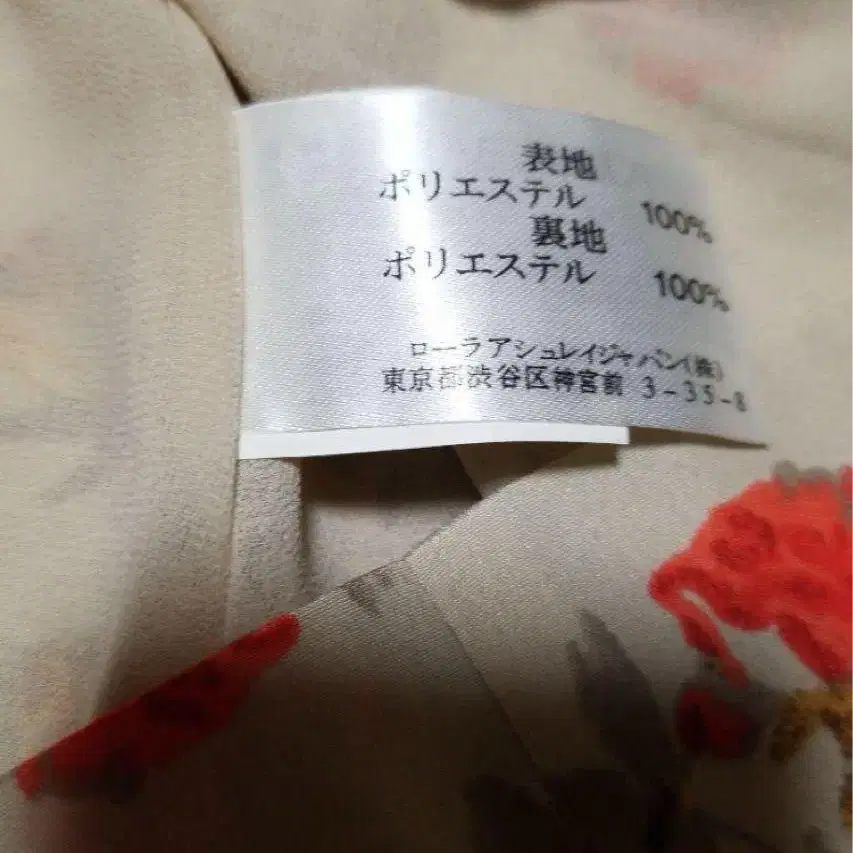 表地
ポリエステル 100%
裏地
ポリエステル 100%
ローラアシュレイジャパン(株)
東京都渋谷区神宮前 3-35-8